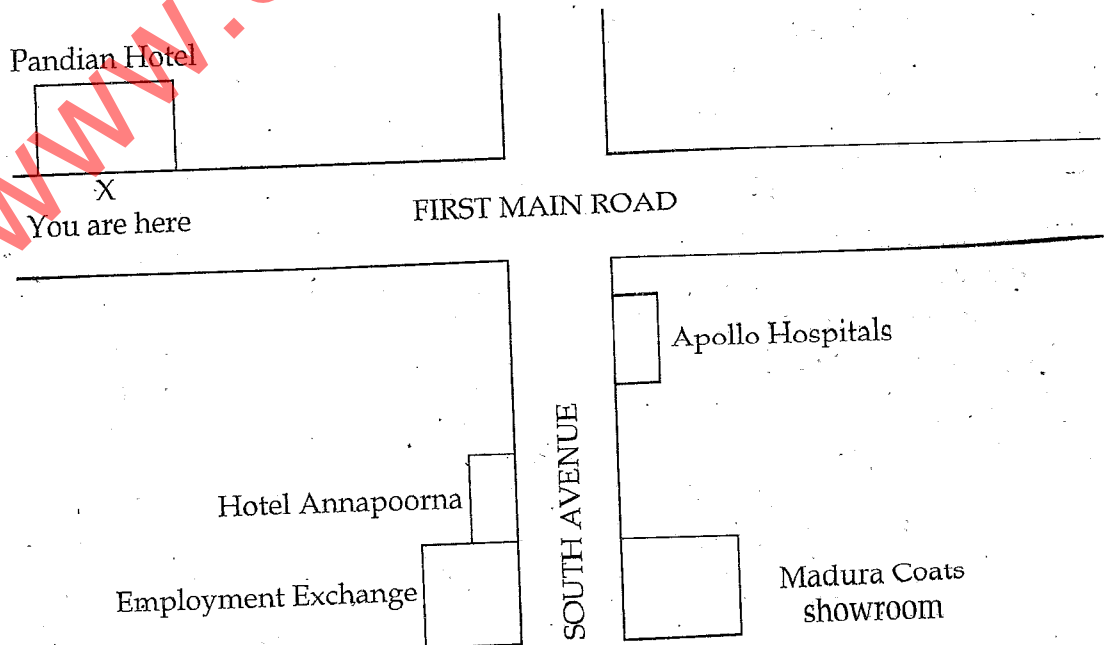 www.
Pandian Hotel
X
You are here
FIRST MAIN ROAD
Apollo Hospitals
SOUTH AVENUE
Hotel Annapoorna
Employment Exchange
Madura Coats
showroom